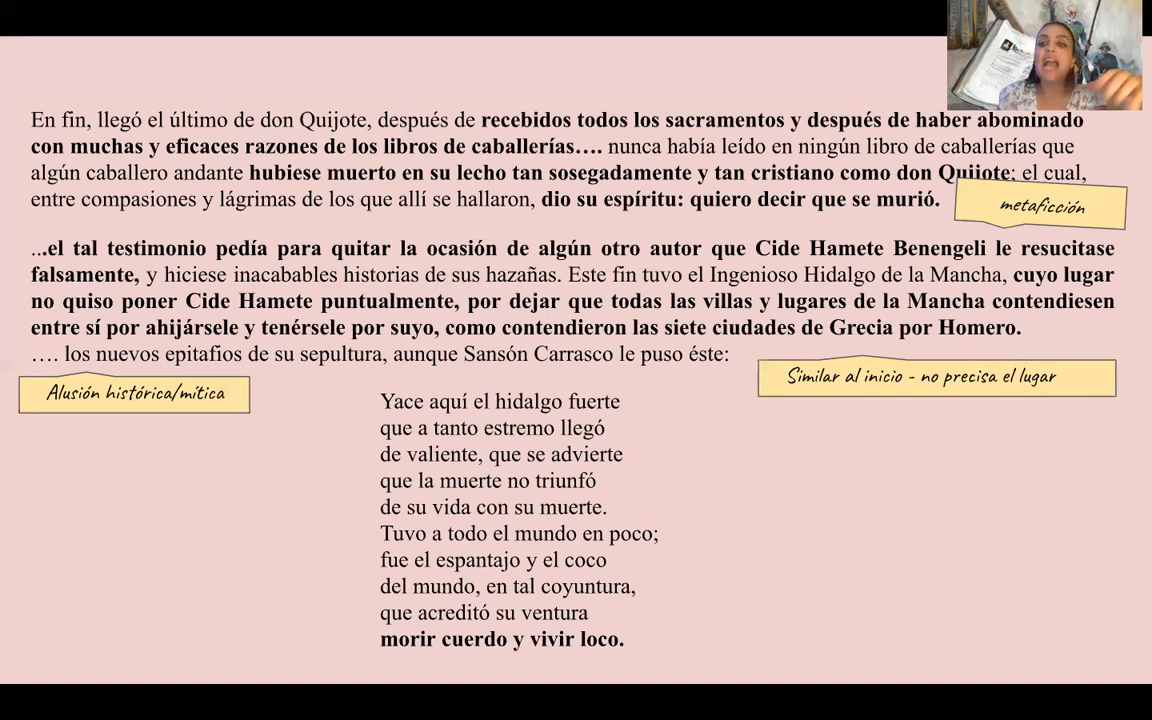 En fin, llegó el último de don Quijote, después de recebidos todos los sacramentos y después de haber abominado
con muchas y eficaces razones de los libros de caballerías…. nunca había leído en ningún libro de caballerías que
algún caballero andante hubiese muerto en su lecho tan sosegadamente y tan cristiano como don Quijote; el cual,
entre compasiones y lágrimas de los que allí se hallaron, dio su espíritu: quiero decir que se murió.
metaficción
...el tal testimonio pedía para quitar la ocasión de algún otro autor que Cide Hamete Benengeli le resucitase
falsamente, y hiciese inacabables historias de sus hazañas. Este fin tuvo el Ingenioso Hidalgo de la Mancha, cuyo lugar
no quiso poner Cide Hamete puntualmente, por dejar que todas las villas y lugares de la Mancha contendiesen
entre sí por ahijársele y tenérsele por suyo, como contendieron las siete ciudades de Grecia por Homero.
…. los nuevos epitafios de su sepultura, aunque Sansón Carrasco le puso éste:
Similar al inicio - no precisa el lugar
Alusión histórica/mítica
Yace aquí el hidalgo fuerte
que a tanto estremo llegó
de valiente, que se advierte
que la muerte no triunfó
de su vida con su muerte.
Tuvo a todo el mundo en poco;
fue el espantajo y el coco
del mundo, en tal coyuntura,
que acreditó su ventura
morir cuerdo y vivir loco.